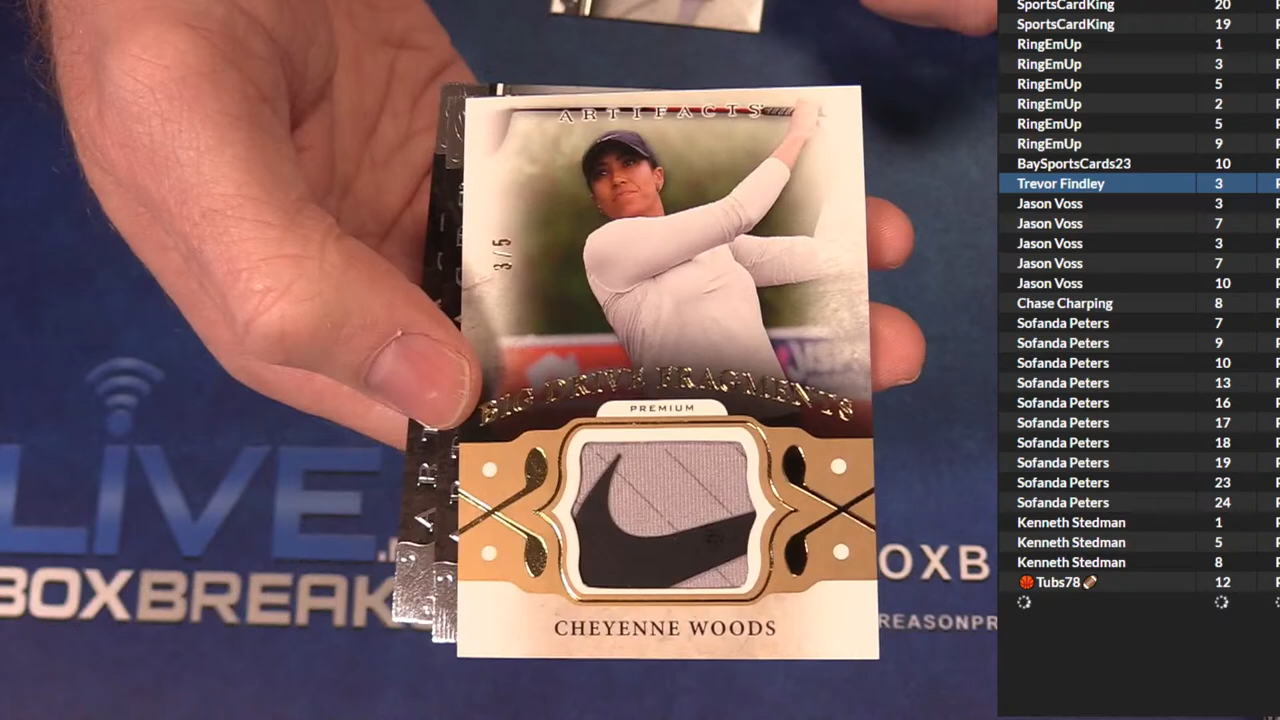 ARTIFACTS
3/5
BIG DRIVE FRAGMENTS
PREMIUM
CHEYENNE WOODS
LIVE
BOXBREAK
OXB
REASONPR
SportsCardKing 20
SportsCardKing 19
RingEmUp 1
RingEmUp 3
RingEmUp 5
RingEmUp 2
RingEmUp 5
RingEmUp 9
BaySportsCards23 10
Trevor Findley 3
Jason Voss 3
Jason Voss 7
Jason Voss 3
Jason Voss 7
Jason Voss 10
Chase Charping 8
Sofanda Peters 7
Sofanda Peters 9
Sofanda Peters 10
Sofanda Peters 13
Sofanda Peters 16
Sofanda Peters 17
Sofanda Peters 18
Sofanda Peters 19
Sofanda Peters 23
Sofanda Peters 24
Kenneth Stedman 1
Kenneth Stedman 5
Kenneth Stedman 8
🏀 Tubs78 🏈 12